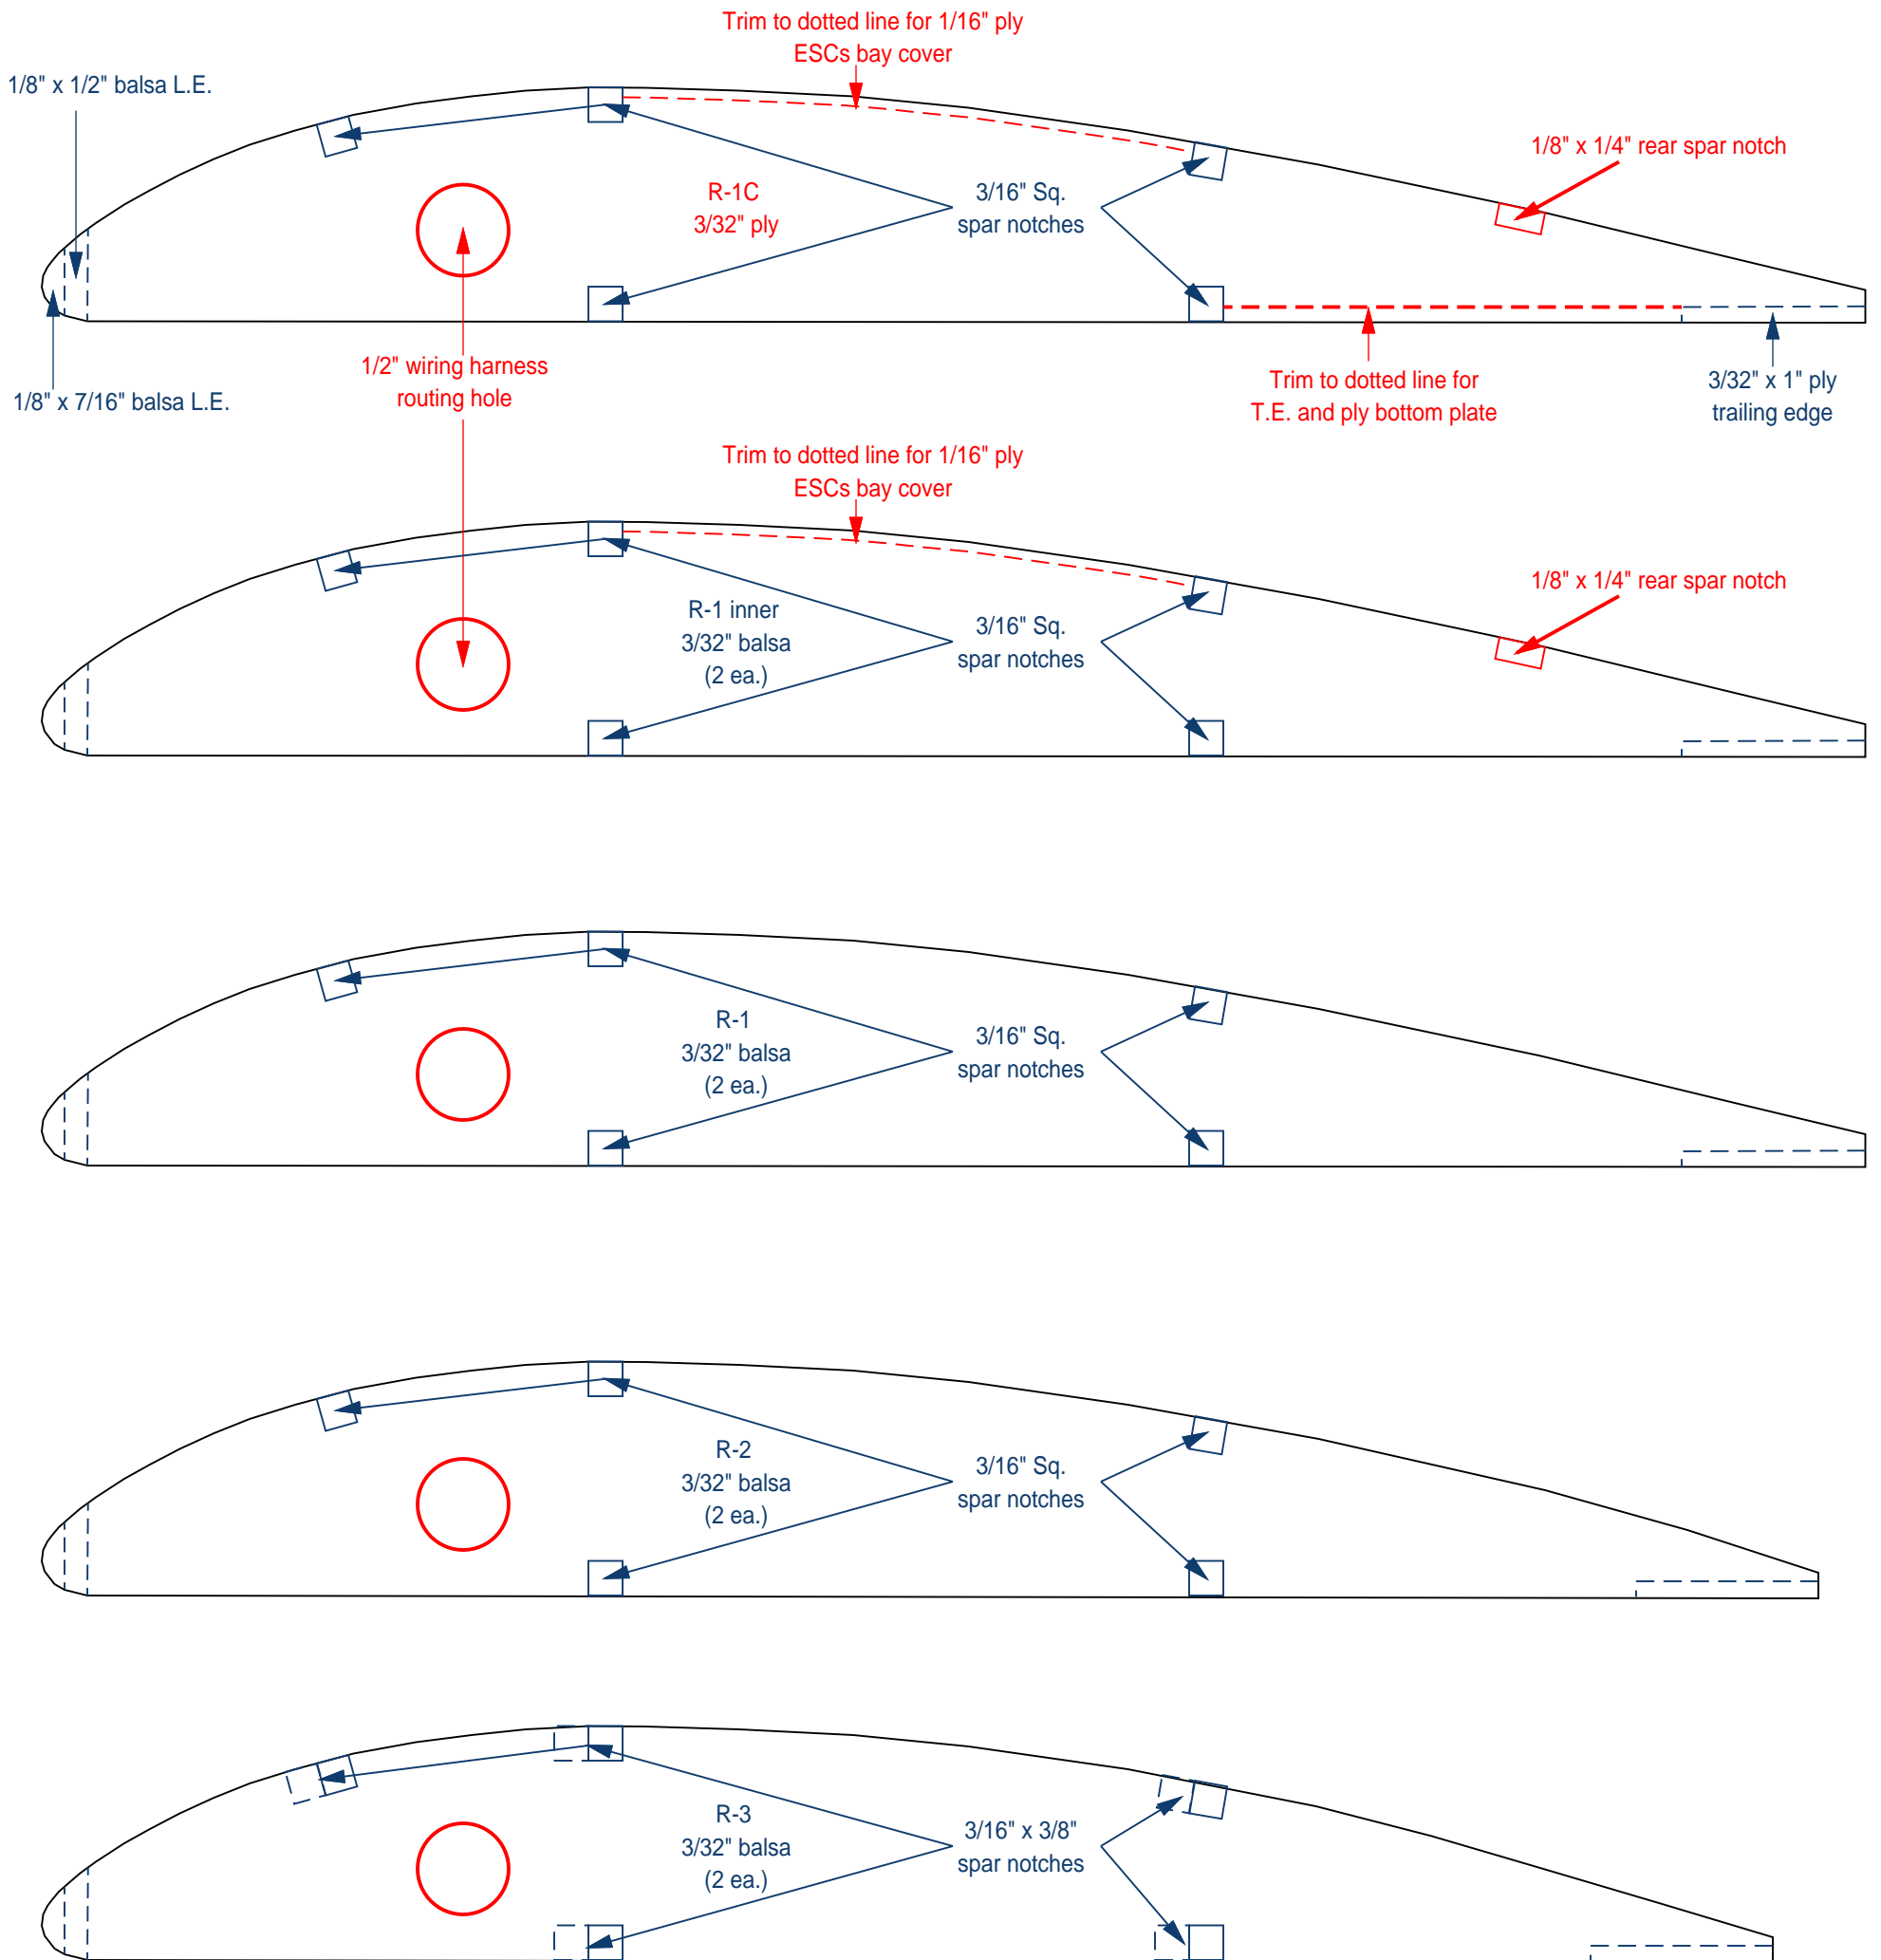 Trim to dotted line for 1/16" ply
ESCs bay cover
1/8" x 1/2" balsa L.E.
1/8" x 1/4" rear spar notch
R-1C
3/32" ply
3/16" Sq.
spar notches
1/2" wiring harness
routing hole
1/8" x 7/16" balsa L.E.
Trim to dotted line for
T.E. and ply bottom plate
3/32" x 1" ply
trailing edge
Trim to dotted line for 1/16" ply
ESCs bay cover
1/8" x 1/4" rear spar notch
R-1 inner
3/32" balsa
(2 ea.)
3/16" Sq.
spar notches
R-1
3/32" balsa
(2 ea.)
3/16" Sq.
spar notches
R-2
3/32" balsa
(2 ea.)
3/16" Sq.
spar notches
R-3
3/32" balsa
(2 ea.)
3/16" x 3/8"
spar notches